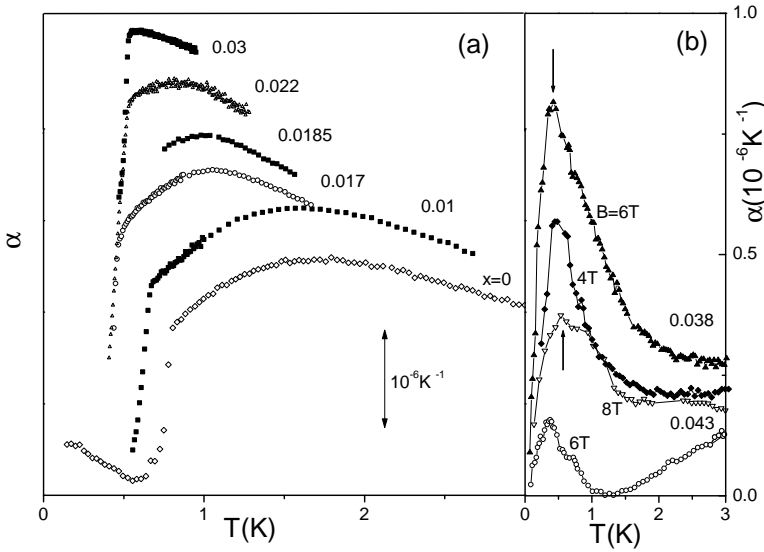 (a)
0.03
0.022
0.0185
0.017
0.01
x=0
10⁻⁶K⁻¹
α
0
1
2
T(K)
(b)
1.0
B=6T
4T
0.038
8T
0.043
6T
0.5
0.0
α(10⁻⁶K⁻¹)
0
1
2
3
T(K)